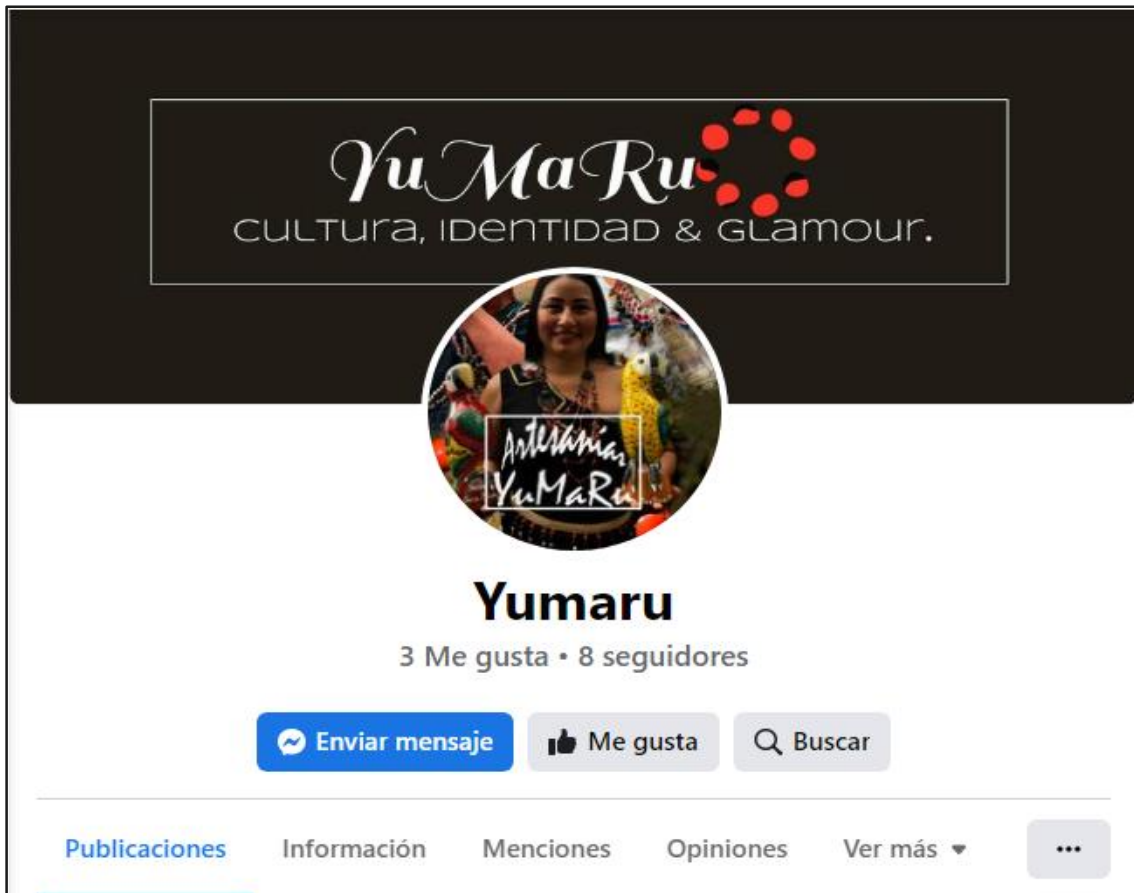 YuMaRu
CULTURA, IDENTIDAD & GLAMOUR.
Artesanías
YuMaRu
Yumaru
3 Me gusta • 8 seguidores
Enviar mensaje Me gusta Buscar
Publicaciones Información Menciones Opiniones Ver más ...